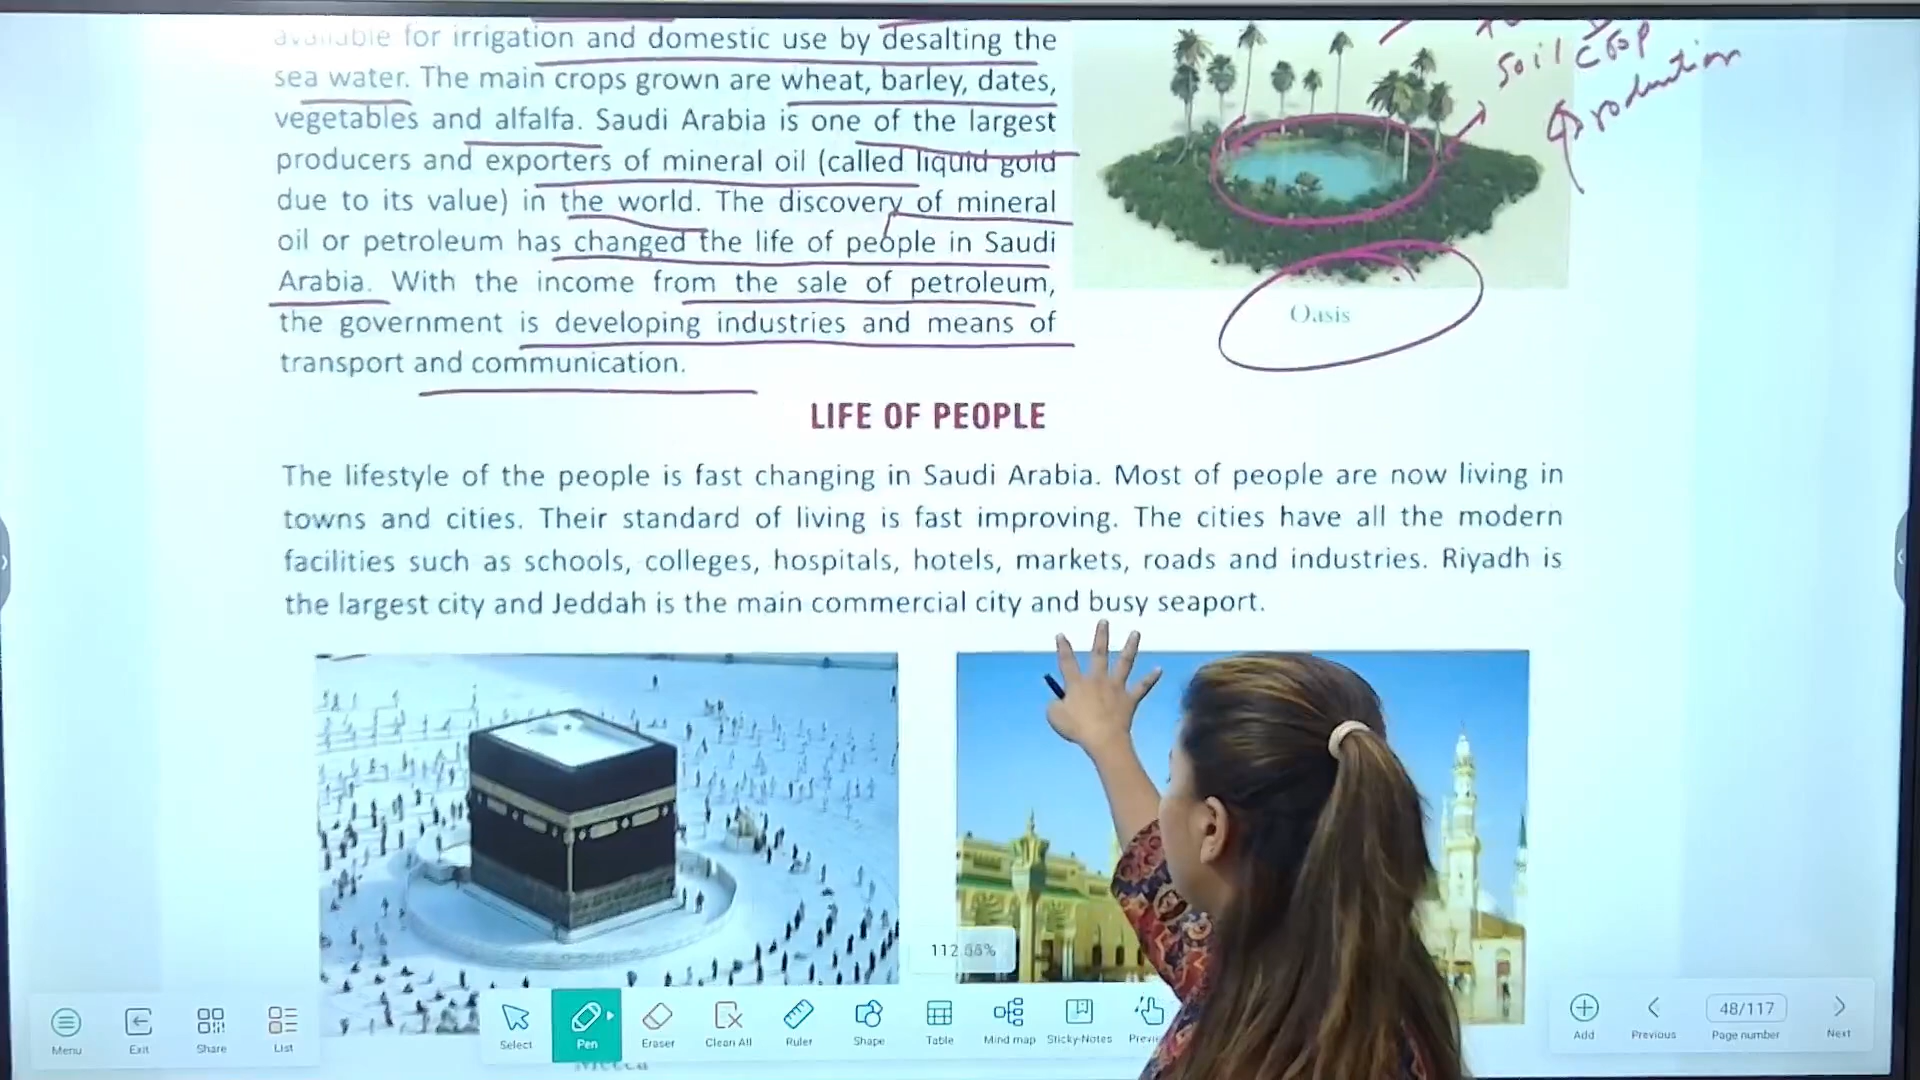 available for irrigation and domestic use by desalting the
sea water. The main crops grown are wheat, barley, dates,
vegetables and alfalfa. Saudi Arabia is one of the largest
producers and exporters of mineral oil (called liquid gold
due to its value) in the world. The discovery of mineral
oil or petroleum has changed the life of people in Saudi
Arabia. With the income from the sale of petroleum,
the government is developing industries and means of
transport and communication.
soil crop
production
Oasis
LIFE OF PEOPLE
The lifestyle of the people is fast changing in Saudi Arabia. Most of people are now living in
towns and cities. Their standard of living is fast improving. The cities have all the modern
facilities such as schools, colleges, hospitals, hotels, markets, roads and industries. Riyadh is
the largest city and Jeddah is the main commercial city and busy seaport.
Menu Exit Share List Select Pen Eraser Clean All Ruler Shape Table Mind map Sticky-Notes
Add Previous 48/117 Page number Next
Mecca